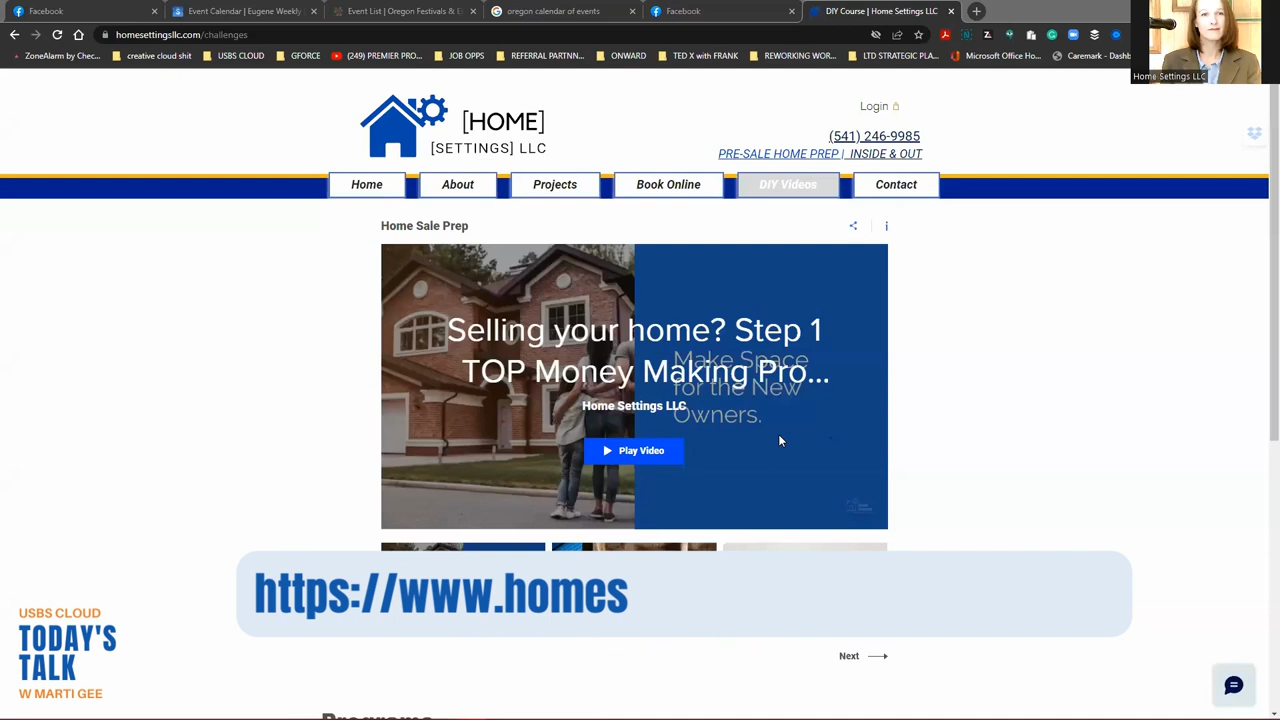 Facebook
Event Calendar | Eugene Weekly
Event List | Oregon Festivals & E
oregon calendar of events
Facebook
DIY Course | Home Settings LLC
homesettingsllc.com/challenges
ZoneAlarm by Chec...
creative cloud shit
USBS CLOUD
GFORCE
(249) PREMIER PRO...
JOB OPPS
REFERRAL PARTNN...
ONWARD
TED X with FRANK
REWORKING WOR...
LTD STRATEGIC PLA...
Microsoft Office Ho...
Caremark - Dashb
Home Settings LLC
[HOME]
[SETTINGS] LLC
Login
(541) 246-9985
PRE-SALE HOME PREP | INSIDE & OUT
Home
About
Projects
Book Online
DIY Videos
Contact
Home Sale Prep
Selling your home? Step 1
TOP Money Making Pro...
Make Space
for the New
Owners.
Home Settings LLC
Play Video
https://www.homes
USBS CLOUD
TODAY'S
TALK
W MARTI GEE
Next